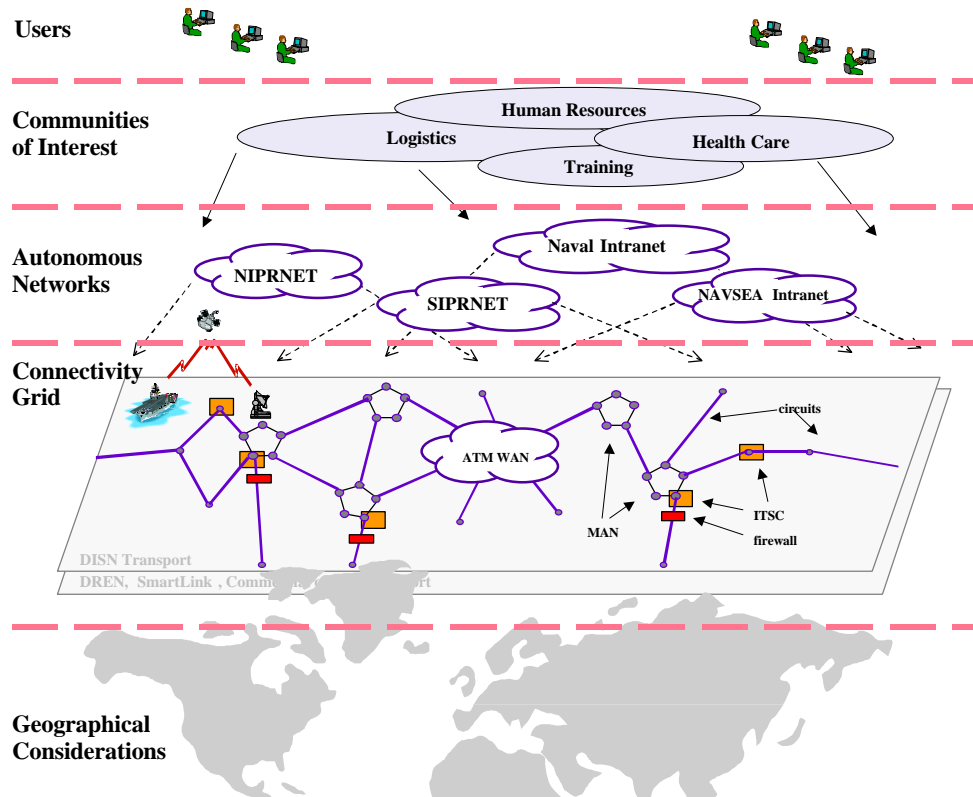 Users
Communities
of Interest
Human Resources
Logistics
Health Care
Training
Autonomous
Networks
Naval Intranet
NIPRNET
SIPRNET
NAVSEA Intranet
Connectivity
Grid
circuits
ATM WAN
MAN
ITSC
firewall
DISN Transport
DREN, SmartLink , Comm
Geographical
Considerations